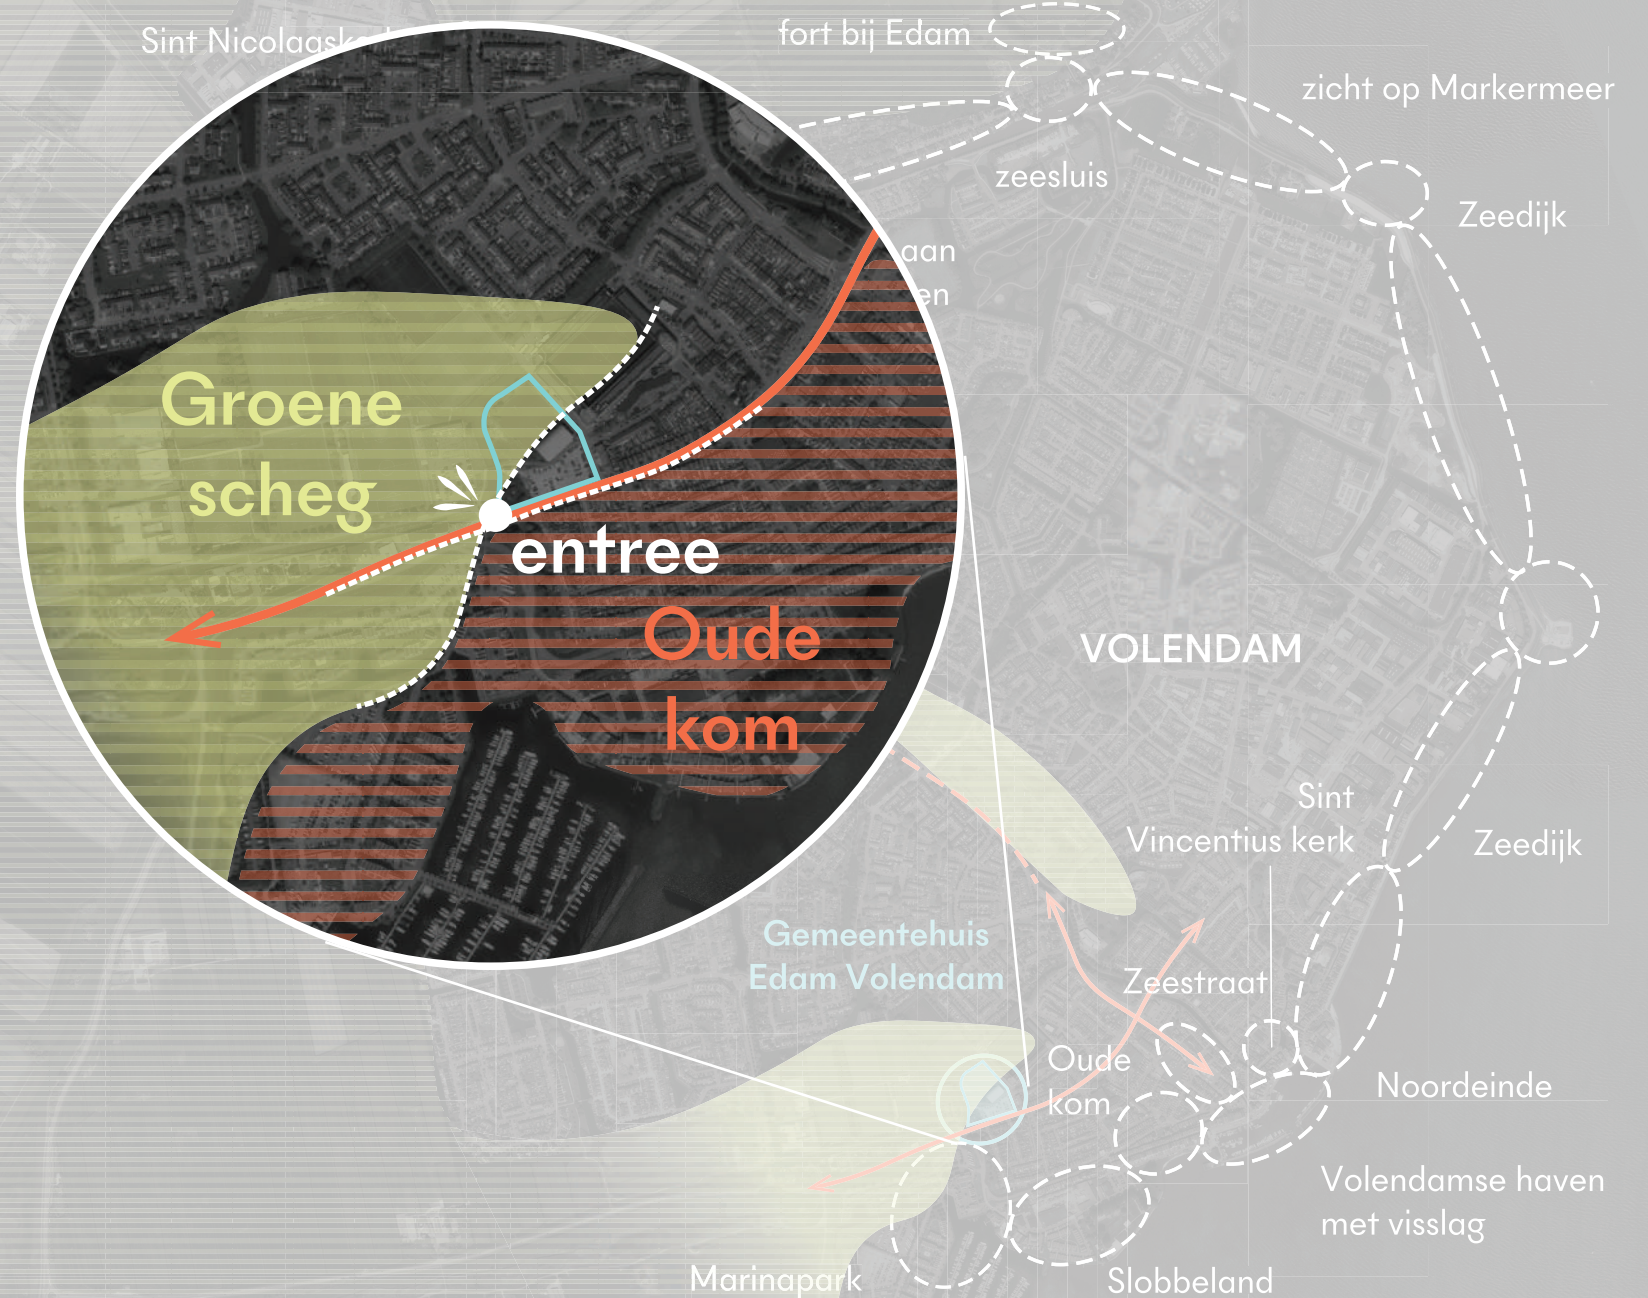 Sint Nicolaaskerk
fort bij Edam
zicht op Markermeer
zeesluis
Zeedijk
aan
en
Groene
scheg
entree
Oude
kom
VOLENDAM
Sint
Vincentius kerk
Zeedijk
Gemeentehuis
Edam Volendam
Zeestraat
Oude
kom
Noordeinde
Volendamse haven
met visslag
Marinapark
Slobbeland